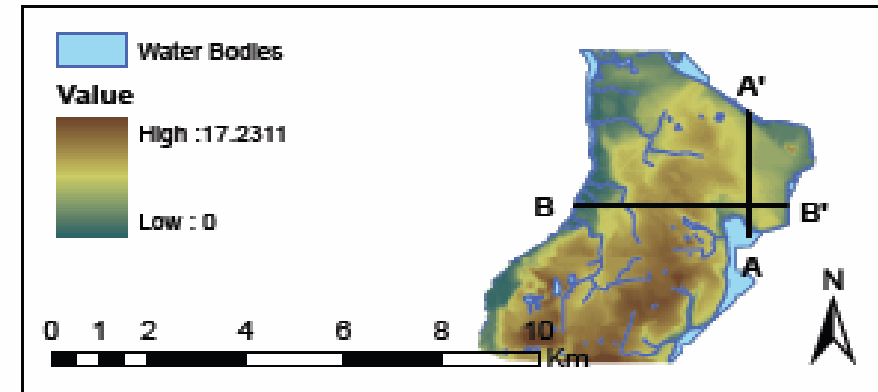 Water Bodies
Value
High :17.2311
Low : 0
A'
B
B'
A
N
0 1 2 4 6 8 10
Km